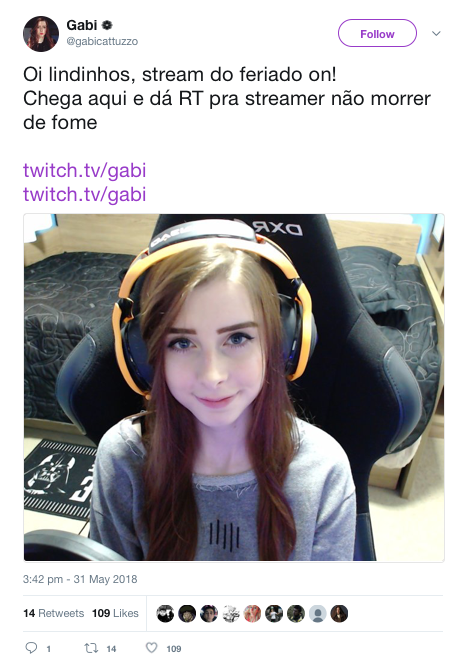 Gabi
@gabicattuzzo
Follow
Oi lindinhos, stream do feriado on!
Chega aqui e dá RT pra streamer não morrer
de fome
twitch.tv/gabi
twitch.tv/gabi
3:42 pm - 31 May 2018
14 Retweets 109 Likes
1 14 109